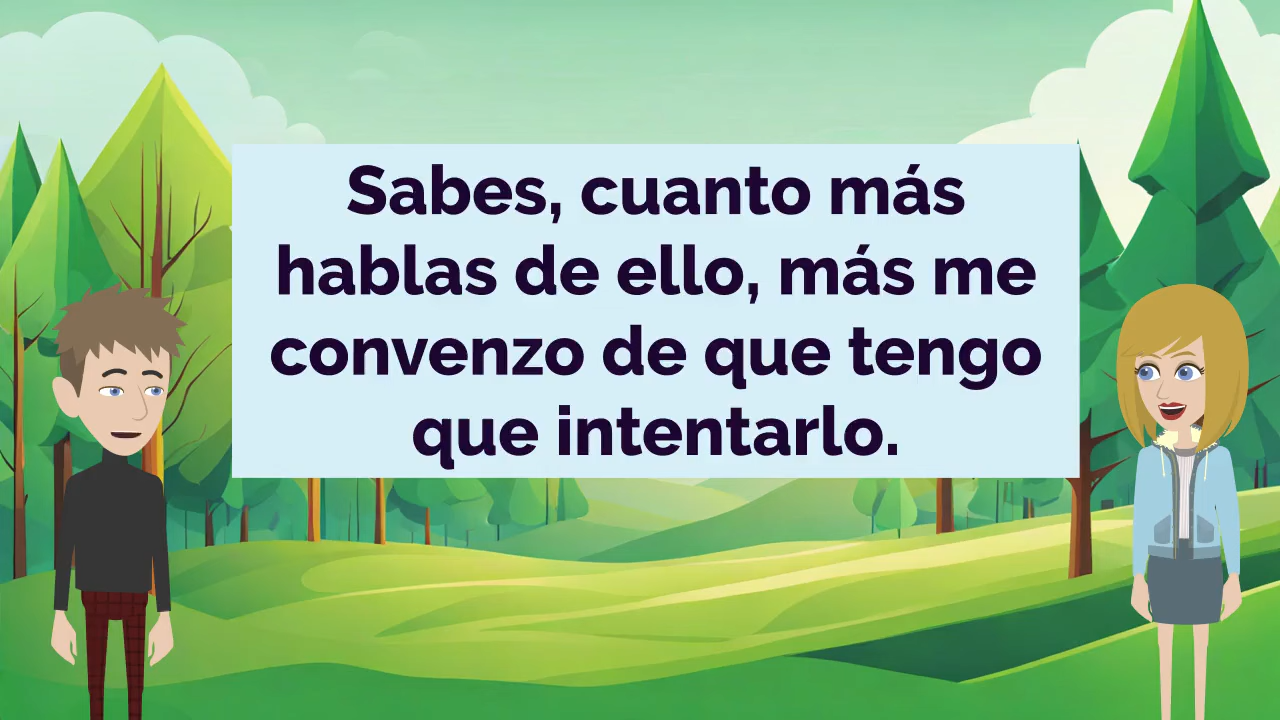 Sabes, cuanto más
hablas de ello, más me
convenzo de que tengo
que intentarlo.